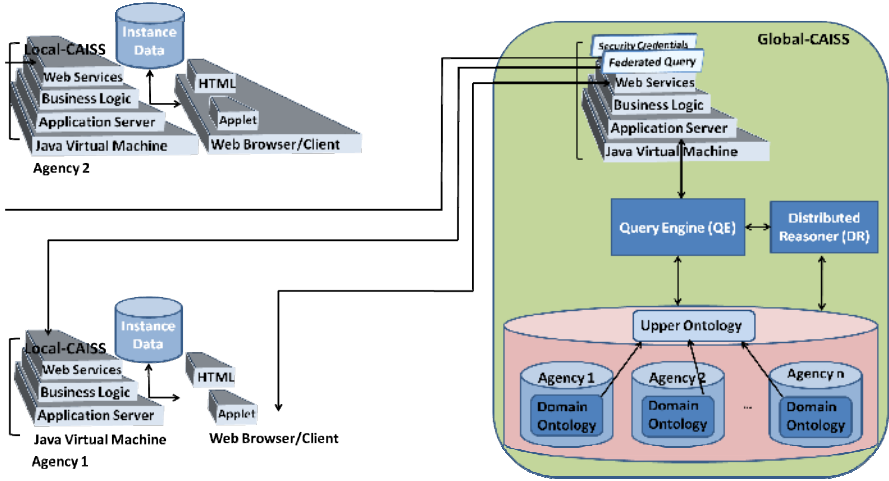 Instance
Data
Local-CAISS
Web Services
Business Logic
Application Server
Java Virtual Machine
Agency 2
HTML
Applet
Web Browser/Client
Global-CAISS
Security Credentials
Federated Query
Web Services
Business Logic
Application Server
Java Virtual Machine
Query Engine (QE)
Distributed
Reasoner (DR)
Upper Ontology
Agency 1
Domain
Ontology
Agency 2
Domain
Ontology
...
Agency n
Domain
Ontology
Instance
Data
Local-CAISS
Web Services
Business Logic
Application Server
Java Virtual Machine
Agency 1
HTML
Applet
Web Browser/Client